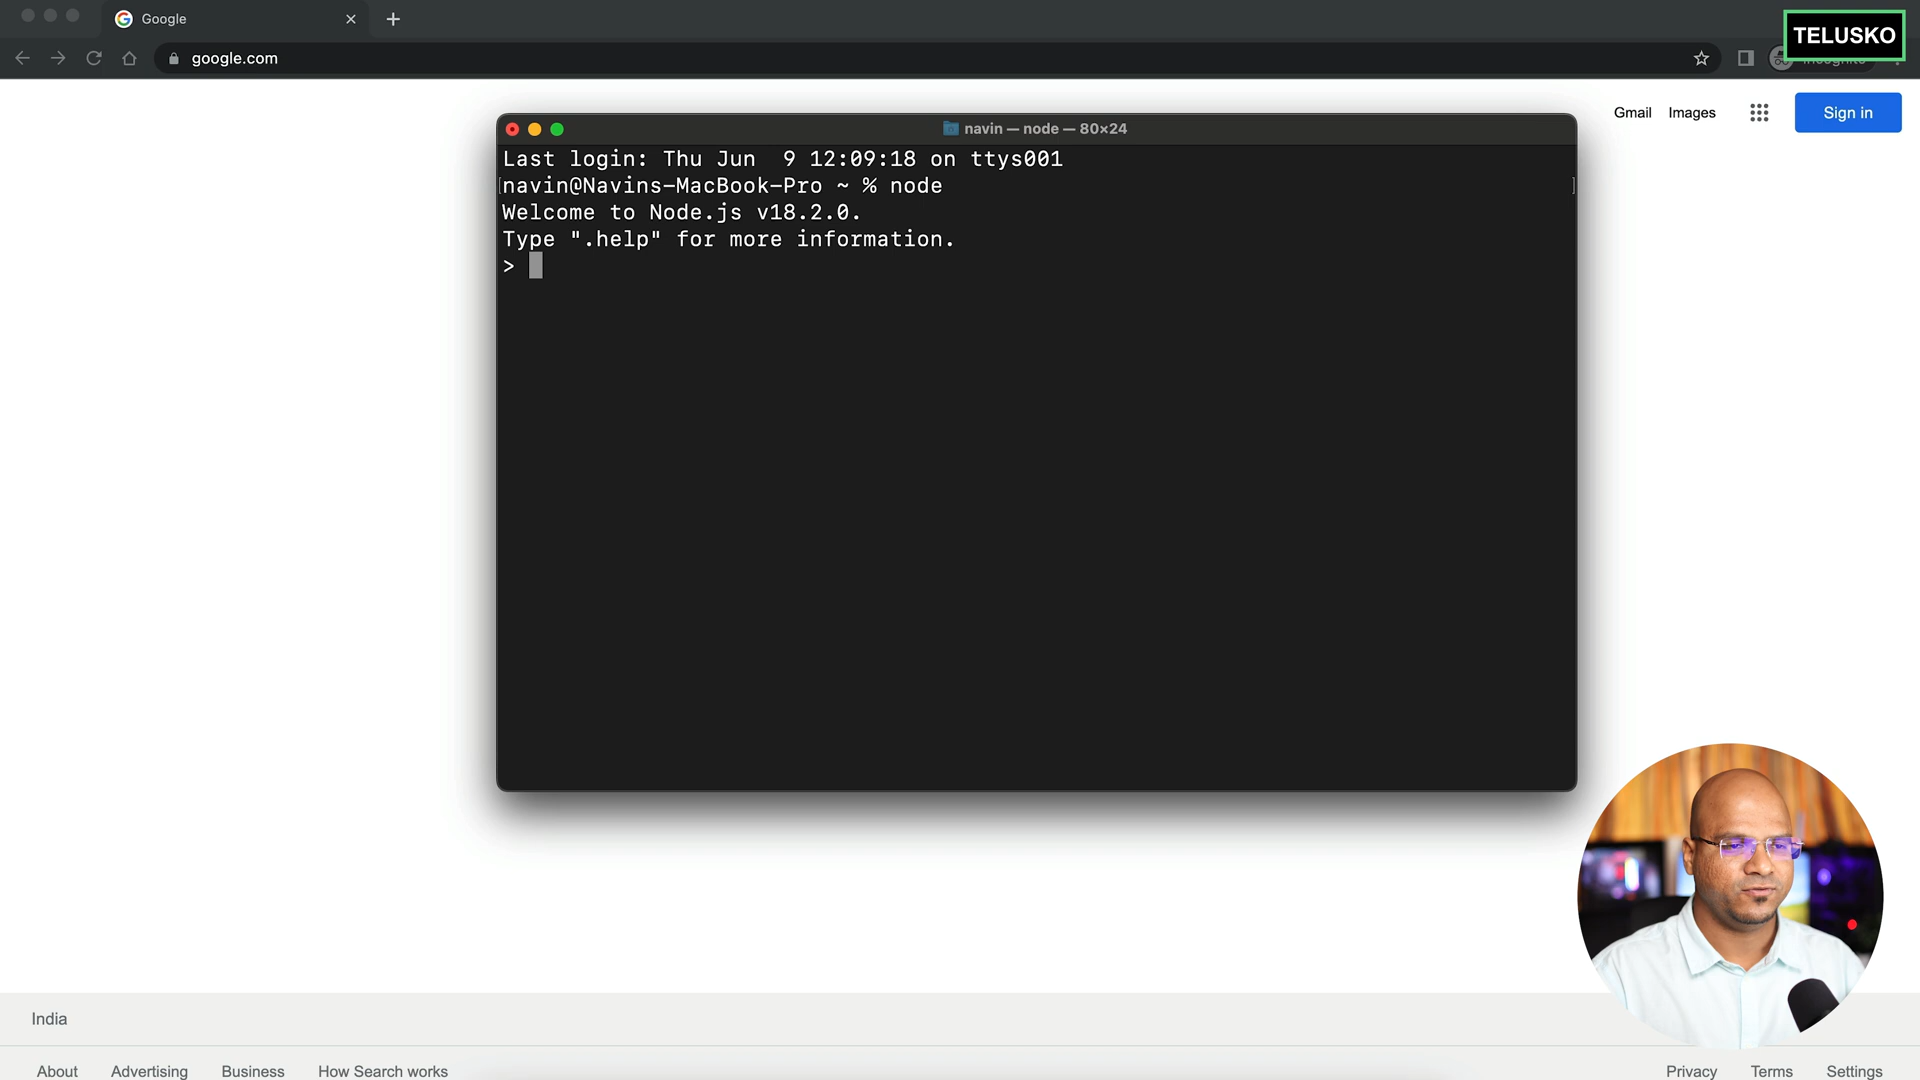 Google
TELUSKO
google.com
Gmail Images Sign in
navin — node — 80×24
Last login: Thu Jun  9 12:09:18 on ttys001
navin@Navins-MacBook-Pro ~ % node
Welcome to Node.js v18.2.0.
Type ".help" for more information.
>
India
About Advertising Business How Search works Privacy Terms Settings